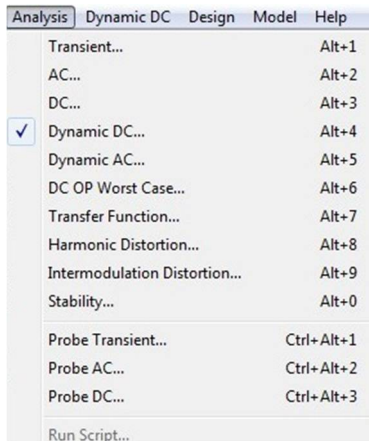 Analysis Dynamic DC Design Model Help
Transient... Alt+1
AC... Alt+2
DC... Alt+3
Dynamic DC... Alt+4
Dynamic AC... Alt+5
DC OP Worst Case... Alt+6
Transfer Function... Alt+7
Harmonic Distortion... Alt+8
Intermodulation Distortion... Alt+9
Stability... Alt+0
Probe Transient... Ctrl+Alt+1
Probe AC... Ctrl+Alt+2
Probe DC... Ctrl+Alt+3
Run Script...